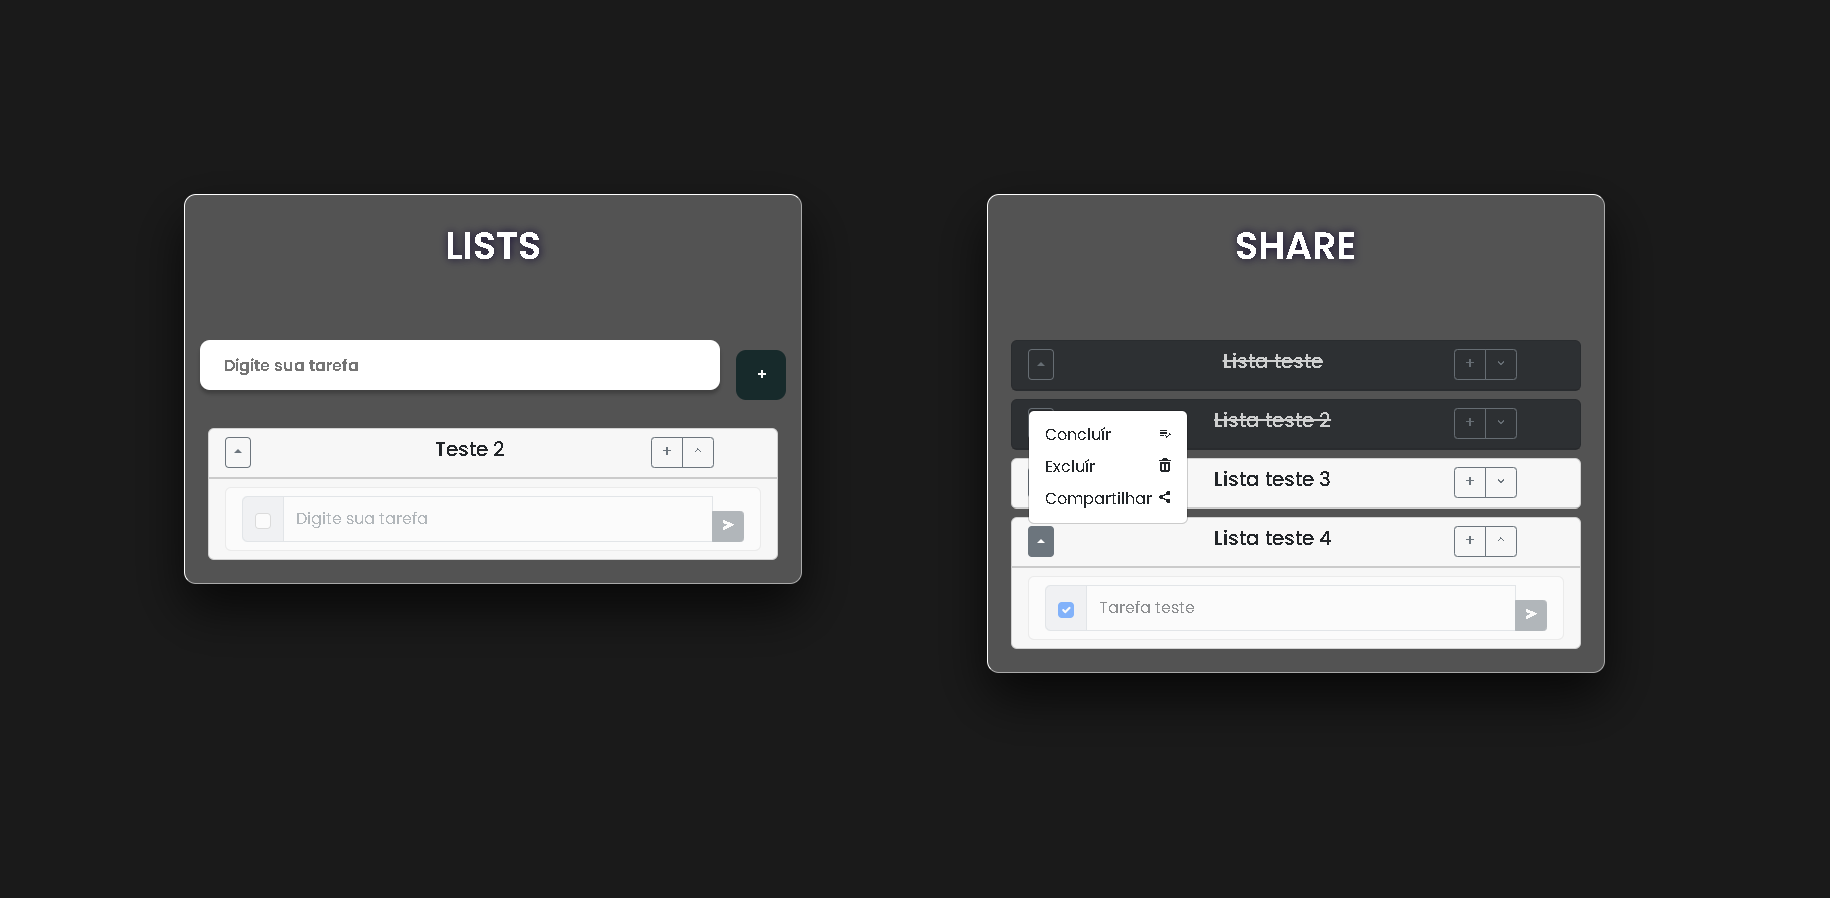 LISTS
Digite sua tarefa
+
Teste 2
+
Digite sua tarefa
SHARE
Lista teste
+
Lista teste 2
+
Concluír
Excluír
Compartilhar
Lista teste 3
+
Lista teste 4
+
Tarefa teste